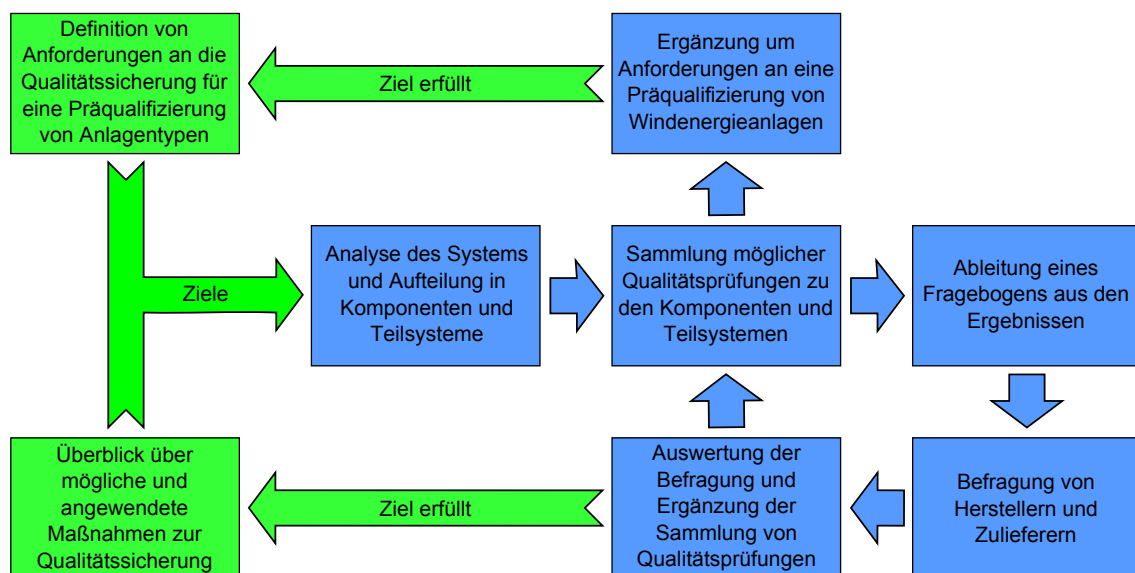 Definition von
Anforderungen an die
Qualitätssicherung für
eine Präqualifizierung
von Anlagentypen
Ziel erfüllt
Ergänzung um
Anforderungen an eine
Präqualifizierung von
Windenergieanlagen
Ziele
Analyse des Systems
und Aufteilung in
Komponenten und
Teilsysteme
Sammlung möglicher
Qualitätsprüfungen zu
den Komponenten und
Teilsystemen
Ableitung eines
Fragebogens aus den
Ergebnissen
Überblick über
mögliche und
angewendete
Maßnahmen zur
Qualitätssicherung
Ziel erfüllt
Auswertung der
Befragung und
Ergänzung der
Sammlung von
Qualitätsprüfungen
Befragung von
Herstellern und
Zulieferern